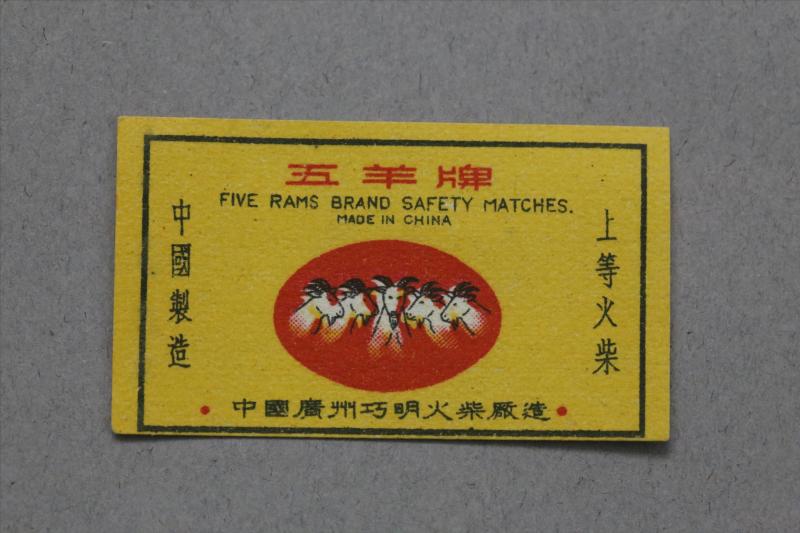 五羊牌
FIVE RAMS BRAND SAFETY MATCHES.
MADE IN CHINA
中國製造
上等火柴
中國廣州巧明火柴厰造